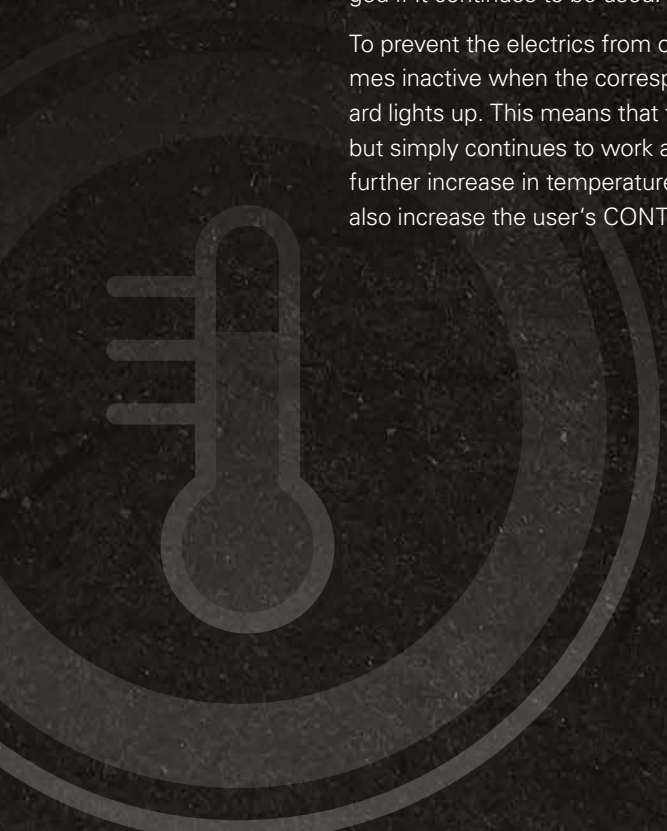 To prevent the electrics from
mes inactive when the corresp
ard lights up. This means that
but simply continues to work a
further increase in temperature
also increase the user‘s CONT